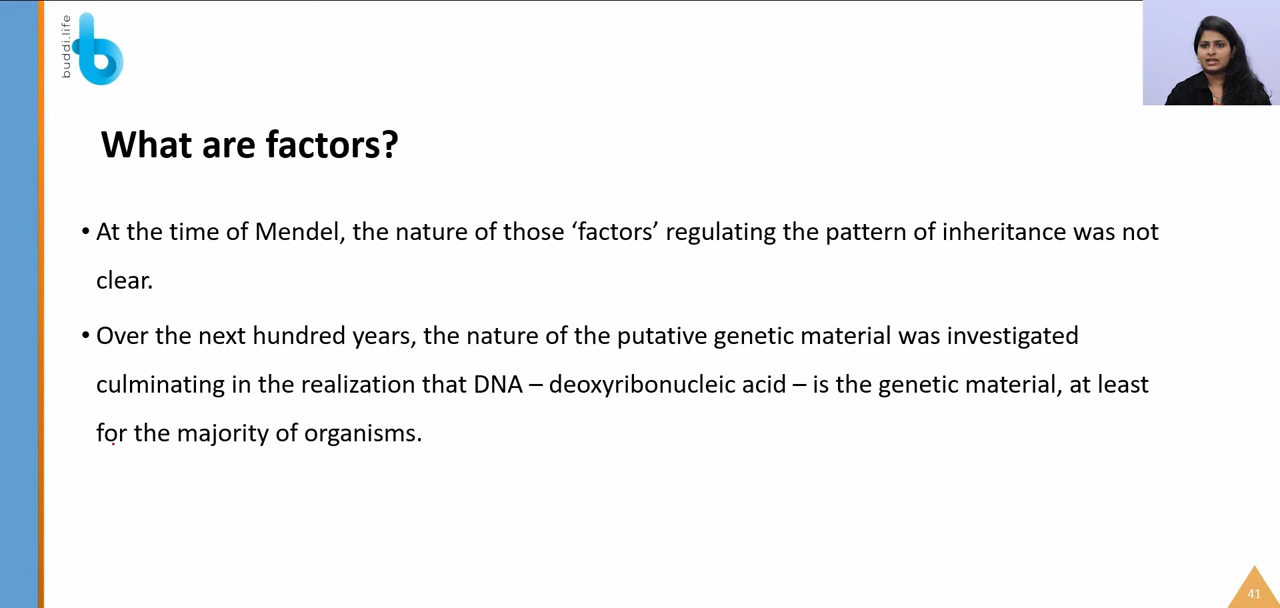 buddi.life
What are factors?
• At the time of Mendel, the nature of those ‘factors’ regulating the pattern of inheritance was not
clear.
• Over the next hundred years, the nature of the putative genetic material was investigated
culminating in the realization that DNA – deoxyribonucleic acid – is the genetic material, at least
for the majority of organisms.
41